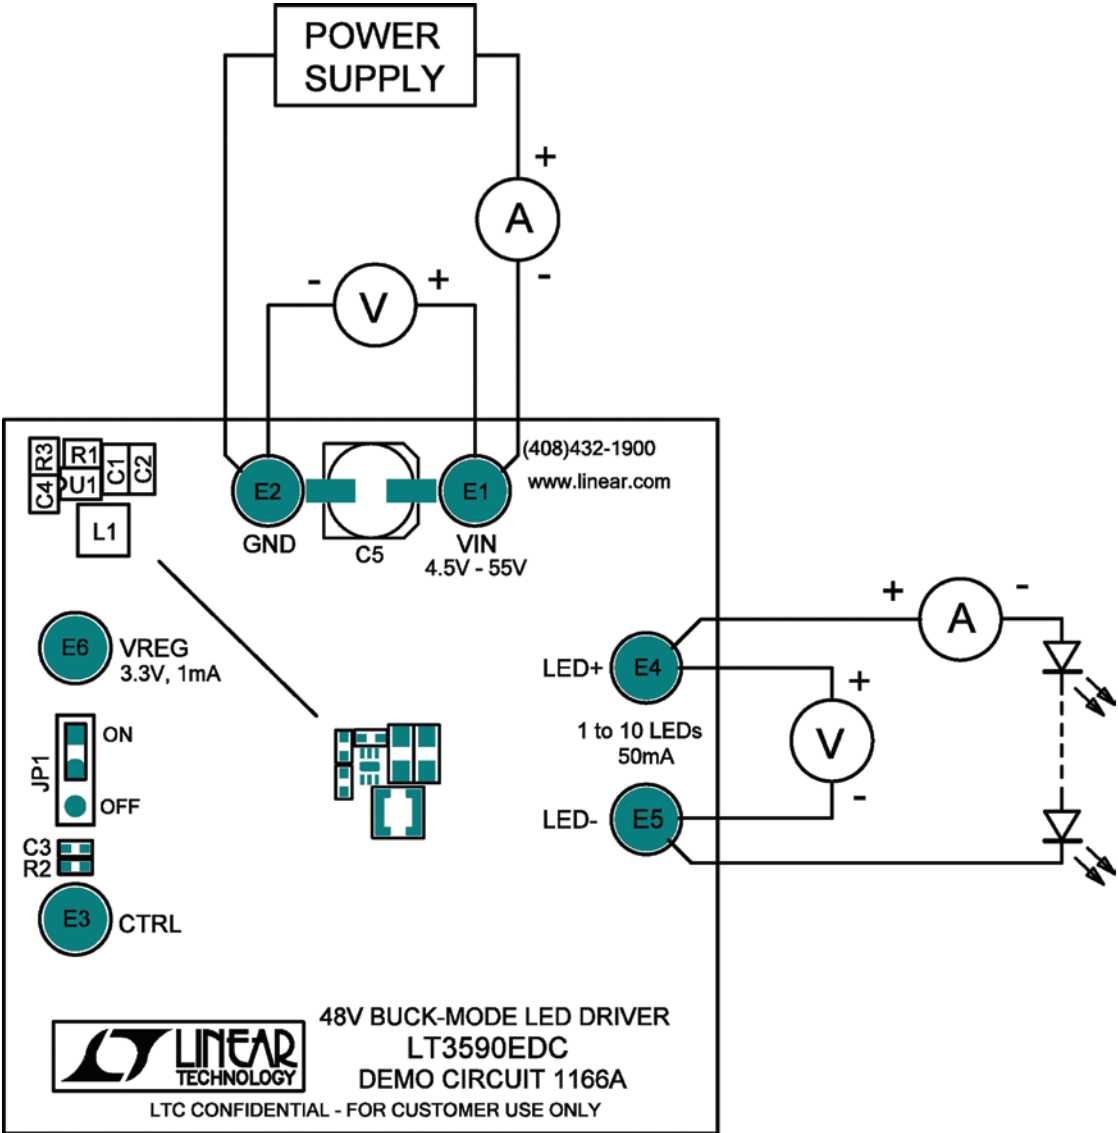 POWER
SUPPLY
+
A
-
- V +
(408)432-1900
www.linear.com
R3 R1 C1 C2
C4 U1
L1
E2 E1
GND C5 VIN
4.5V - 55V
E6 VREG
3.3V, 1mA
+ A -
LED+ E4
+
V
-
1 to 10 LEDs
50mA
LED- E5
JP1 ON
OFF
C3
R2
E3 CTRL
48V BUCK-MODE LED DRIVER
LT3590EDC
DEMO CIRCUIT 1166A
LINEAR
TECHNOLOGY
LTC CONFIDENTIAL - FOR CUSTOMER USE ONLY